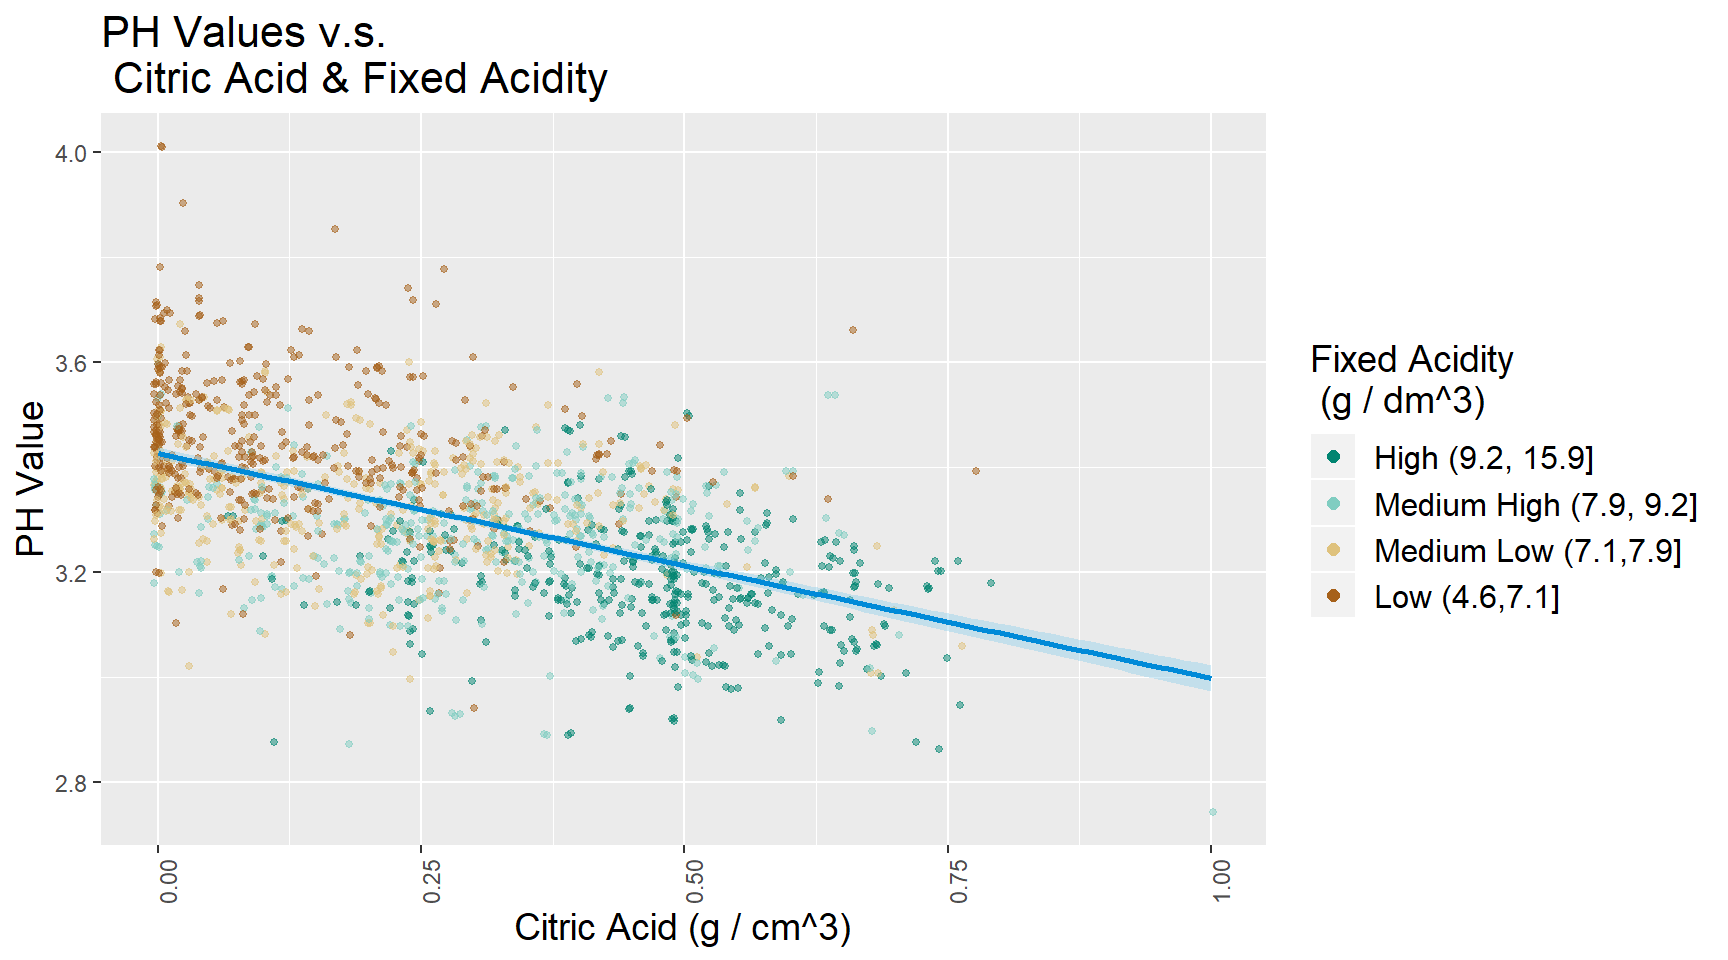 PH Values v.s.
Citric Acid & Fixed Acidity
4.0
3.6
3.2
2.8
PH Value
0.00
0.25
0.50
0.75
1.00
Citric Acid (g / cm^3)
Fixed Acidity
(g / dm^3)
High (9.2, 15.9]
Medium High (7.9, 9.2]
Medium Low (7.1,7.9]
Low (4.6,7.1]